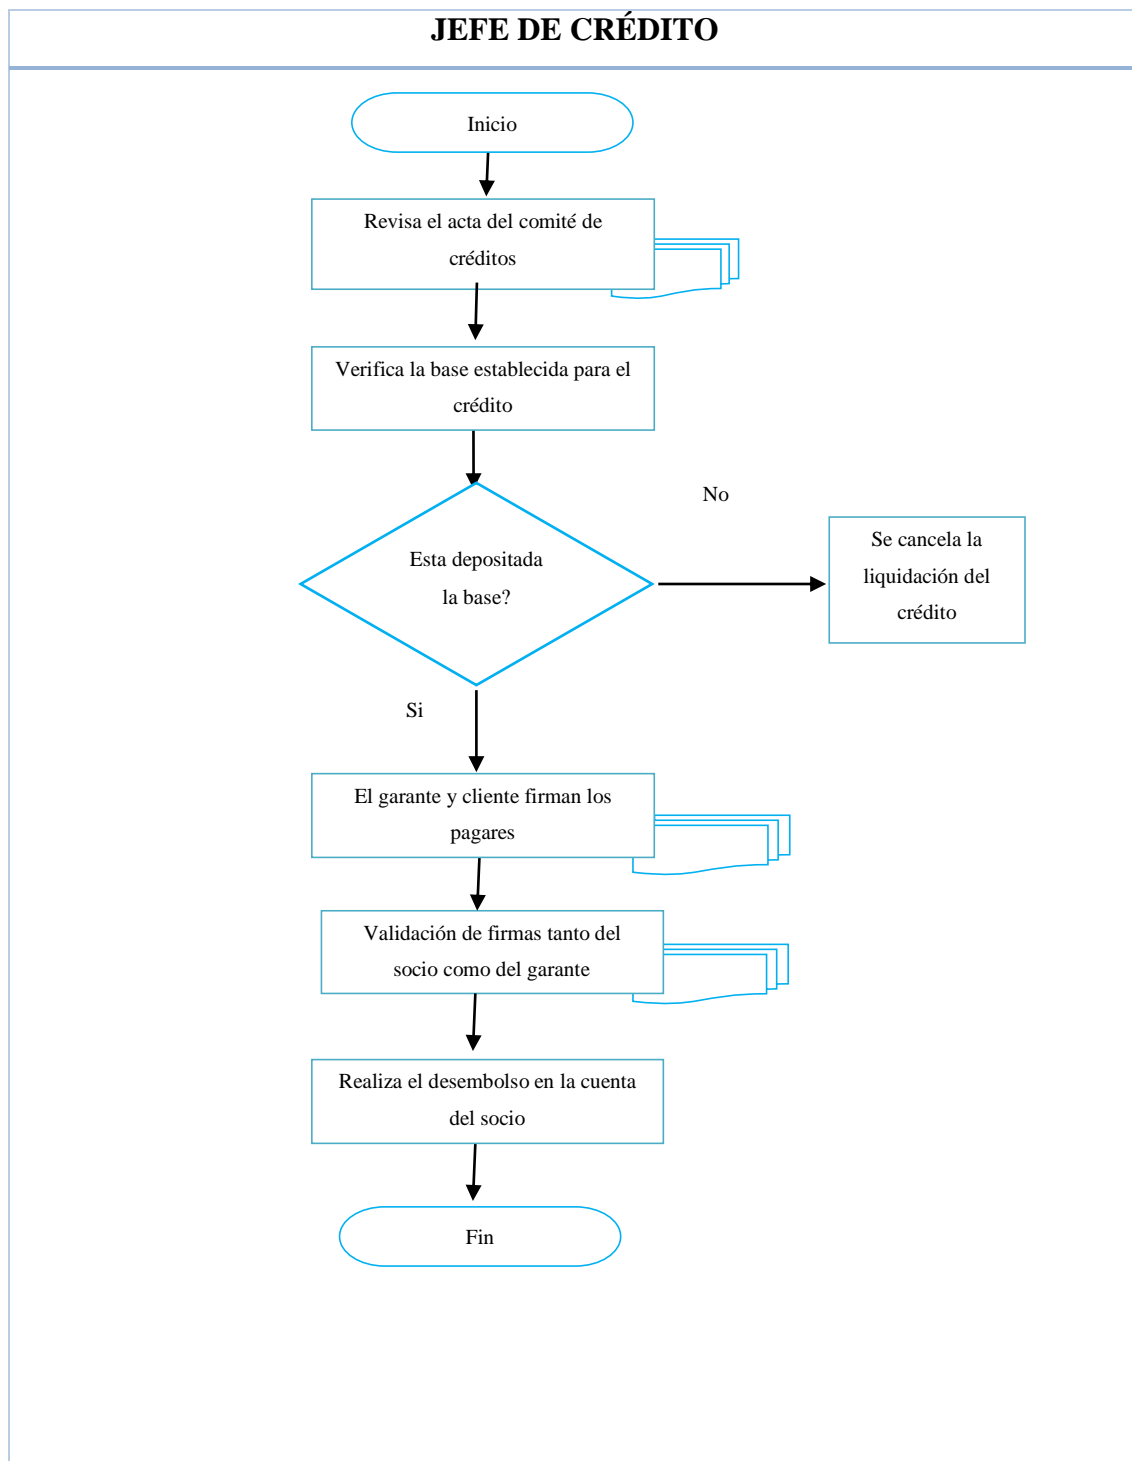 JEFE DE CRÉDITO
Inicio
Revisa el acta del comité de
créditos
Verifica la base establecida para el
crédito
No
Esta depositada
la base?
Se cancela la
liquidación del
crédito
Si
El garante y cliente firman los
pagares
Validación de firmas tanto del
socio como del garante
Realiza el desembolso en la cuenta
del socio
Fin